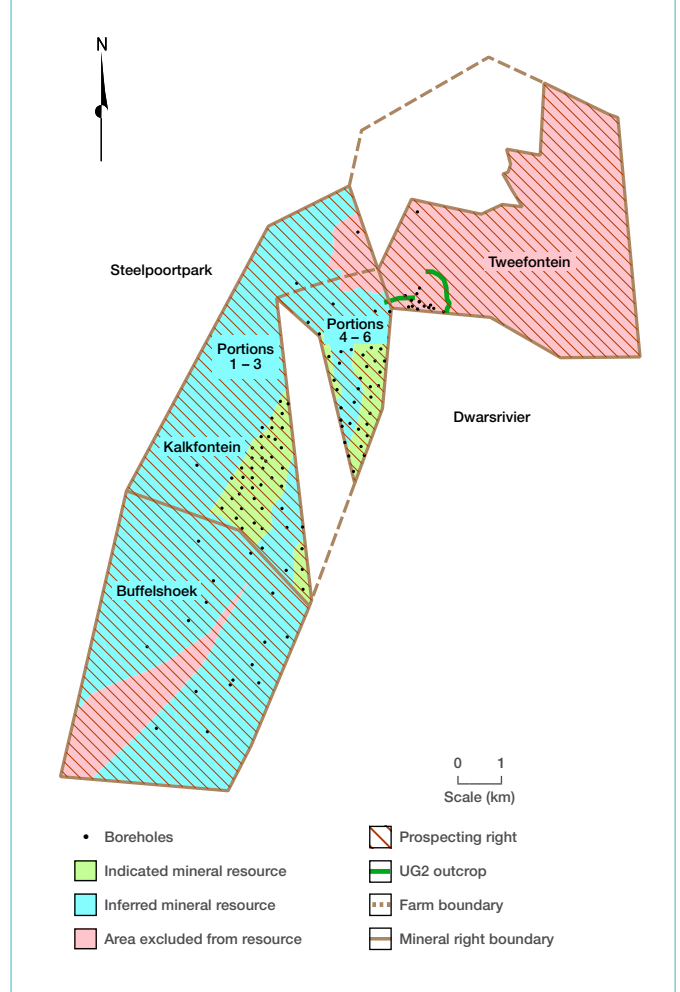 N
Steelpoortpark
Tweefontein
Portions
4 – 6
Portions
1 – 3
Dwarsrivier
Kalkfontein
Buffelshoek
0 1
Scale (km)
Boreholes
Indicated mineral resource
Inferred mineral resource
Area excluded from resource
Prospecting right
UG2 outcrop
Farm boundary
Mineral right boundary